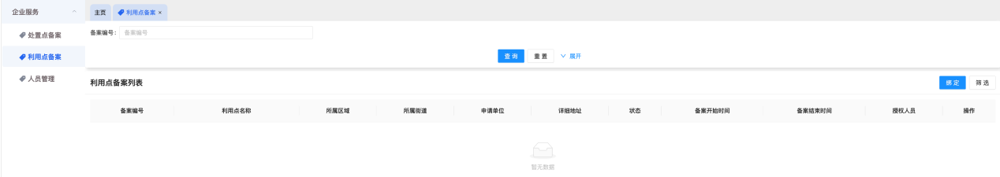 企业服务
主页 利用点备案 ×
处置点备案
利用点备案
人员管理
备案编号： 备案编号
查 询 重 置 展开
利用点备案列表
绑 定 筛 选
备案编号 利用点名称 所属区域 所属街道 申请单位 详细地址 状态 备案开始时间 备案结束时间 授权人员 操作
暂无数据